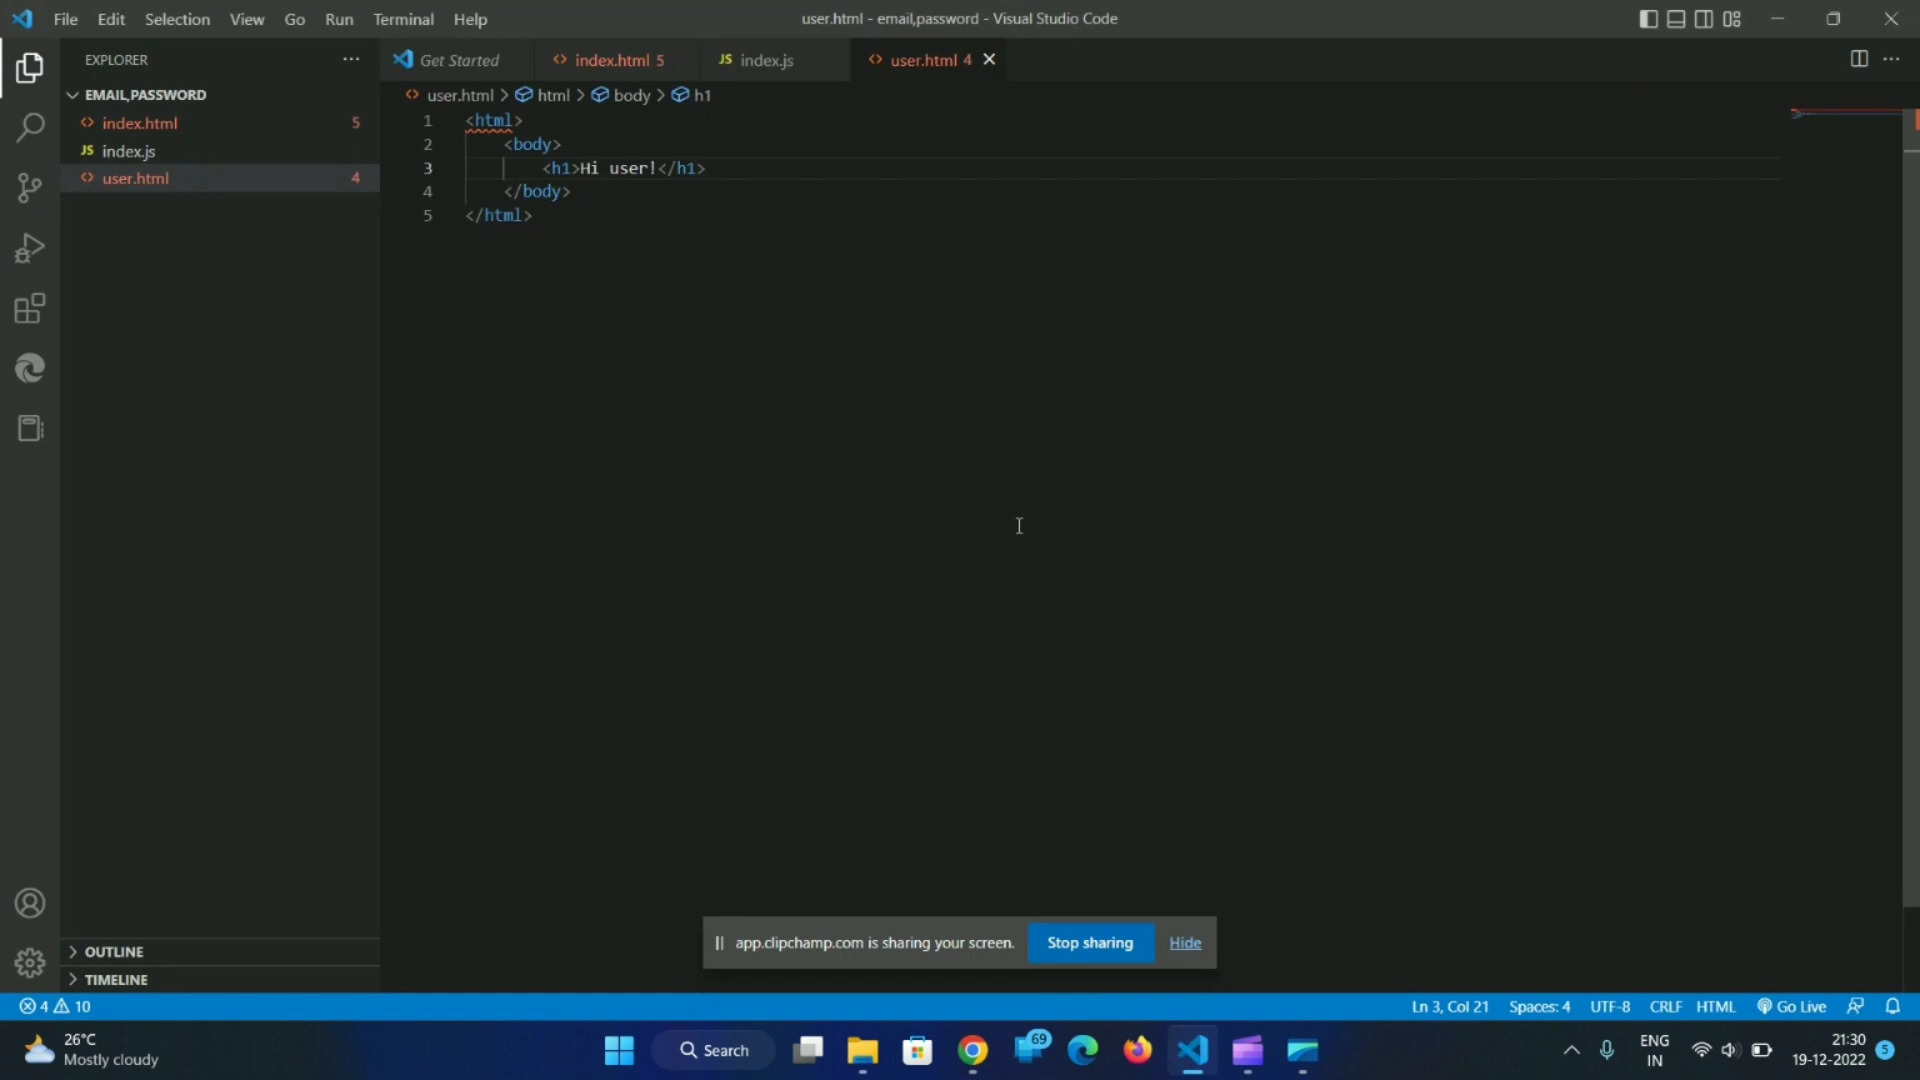 File Edit Selection View Go Run Terminal Help
user.html - email,password - Visual Studio Code
EXPLORER
Get Started
index.html 5
JS index.js
user.html 4
EMAIL,PASSWORD
index.html 5
JS index.js
user.html 4
user.html > html > body > h1
1 <html>
2 <body>
3 <h1>Hi user!</h1>
4 </body>
5 </html>
OUTLINE
TIMELINE
app.clipchamp.com is sharing your screen.
Stop sharing
Hide
4 10
Ln 3, Col 21 Spaces: 4 UTF-8 CRLF HTML Go Live
26°C
Mostly cloudy
Search
69
ENG
IN
21:30
19-12-2022
5